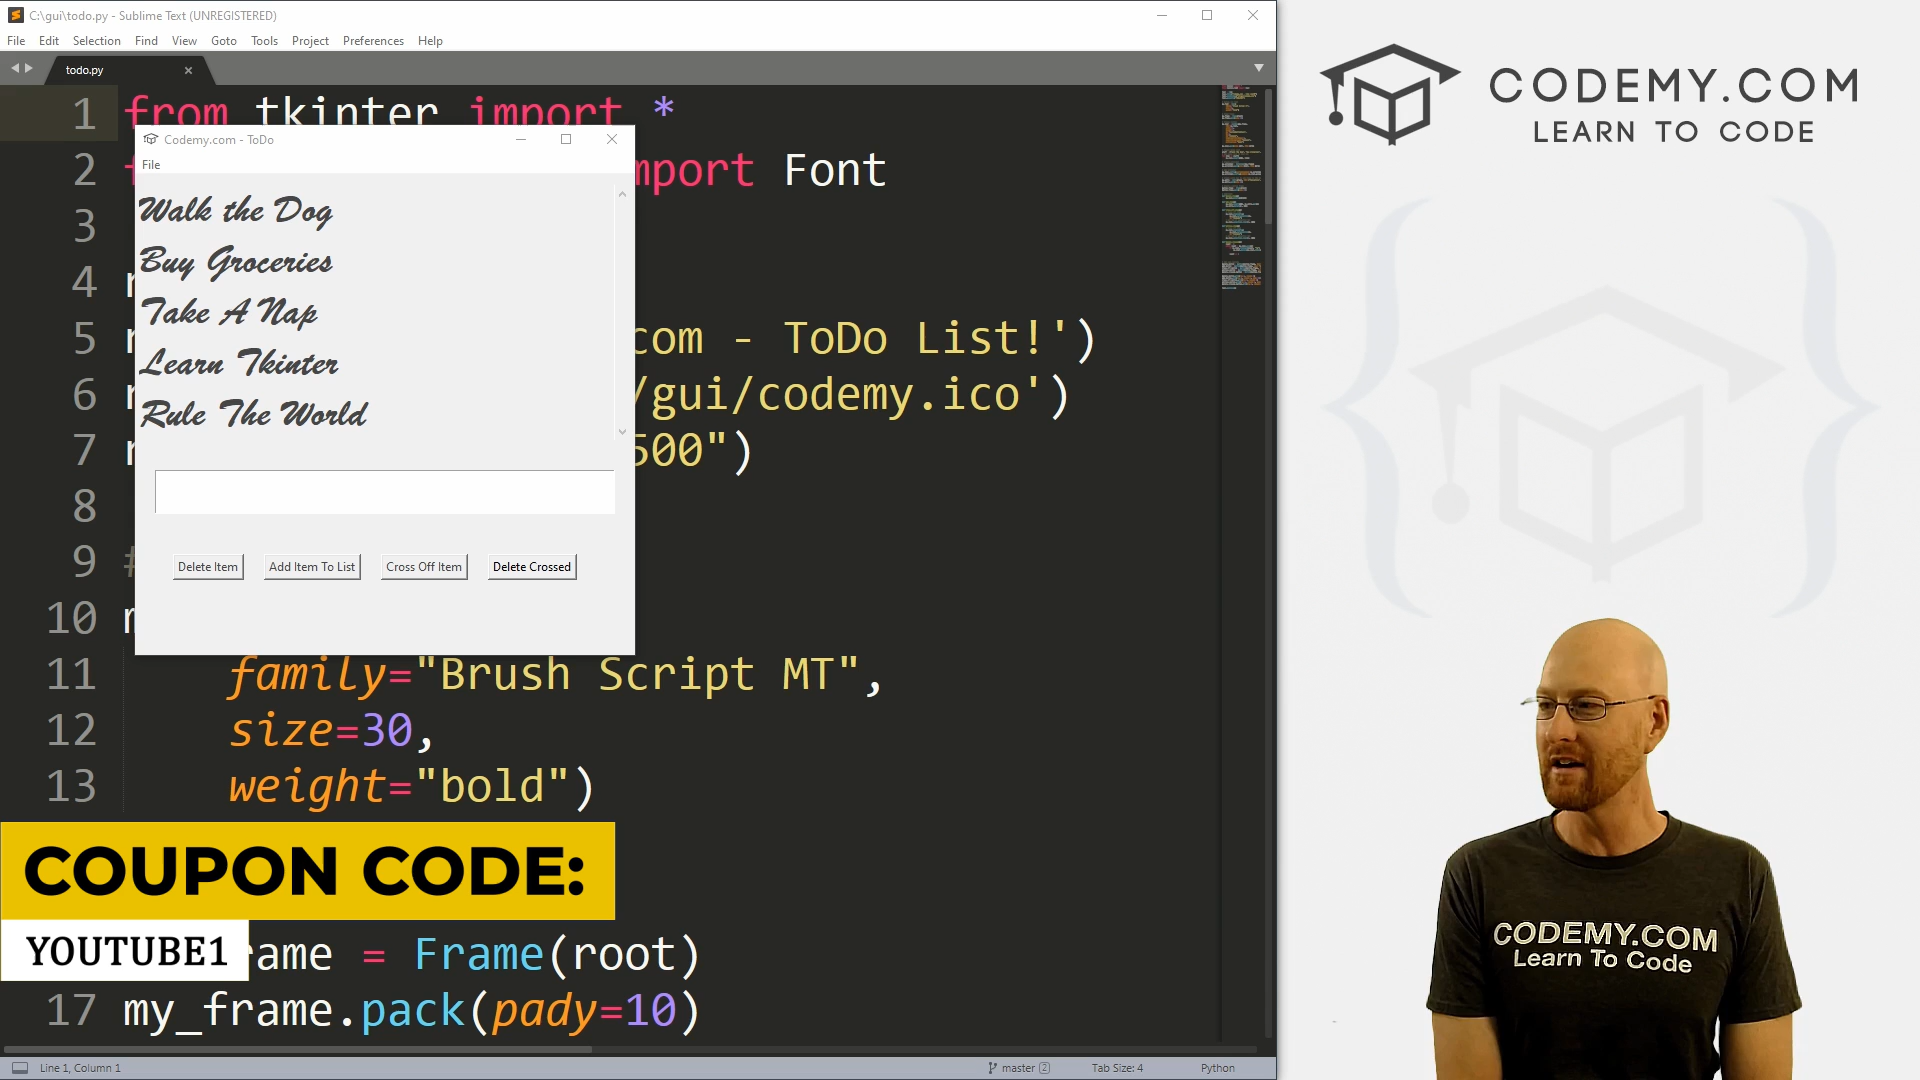 C:\gui\todo.py - Sublime Text (UNREGISTERED)
File Edit Selection Find View Goto Tools Project Preferences Help
todo.py
1 from tkinter import *
2 import Font
3
4
5 com - ToDo List!')
6 /gui/codemy.ico')
7 500")
8
9 #
10
11 family="Brush Script MT",
12 size=30,
13 weight="bold")
ame = Frame(root)
17 my_frame.pack(pady=10)
Codemy.com - ToDo
File
Walk the Dog
Buy Groceries
Take A Nap
Learn Tkinter
Rule The World
Delete Item Add Item To List Cross Off Item Delete Crossed
COUPON CODE:
YOUTUBE1
Line 1, Column 1 master 2 Tab Size: 4 Python
CODEMY.COM
LEARN TO CODE
CODEMY.COM
Learn To Code